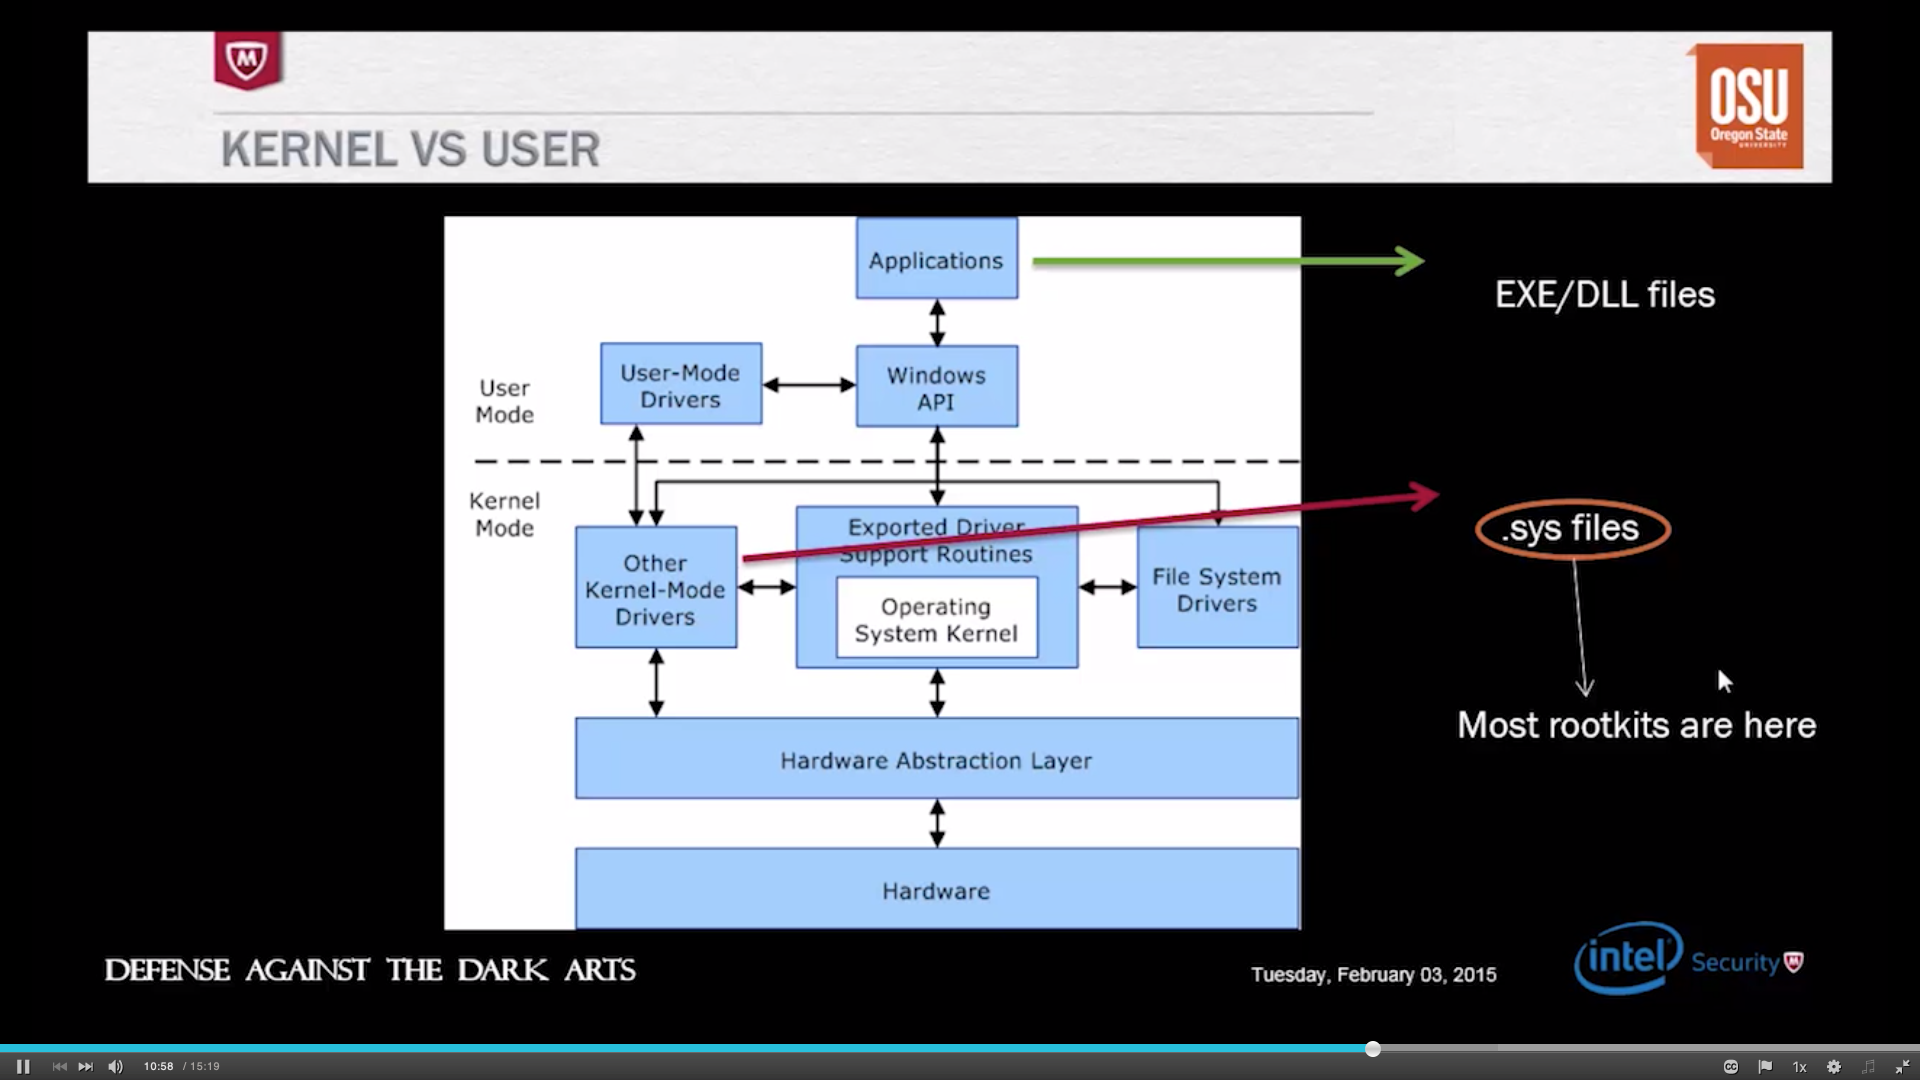 M
OSU
Oregon State
UNIVERSITY
KERNEL VS USER
Applications
EXE/DLL files
User-Mode
Drivers
Windows
API
User
Mode
Kernel
Mode
Other
Kernel-Mode
Drivers
Exported Driver
Support Routines
Operating
System Kernel
File System
Drivers
.sys files
Most rootkits are here
Hardware Abstraction Layer
Hardware
DEFENSE AGAINST THE DARK ARTS
Tuesday, February 03, 2015
intel Security
10:58 / 15:19
CC
1x